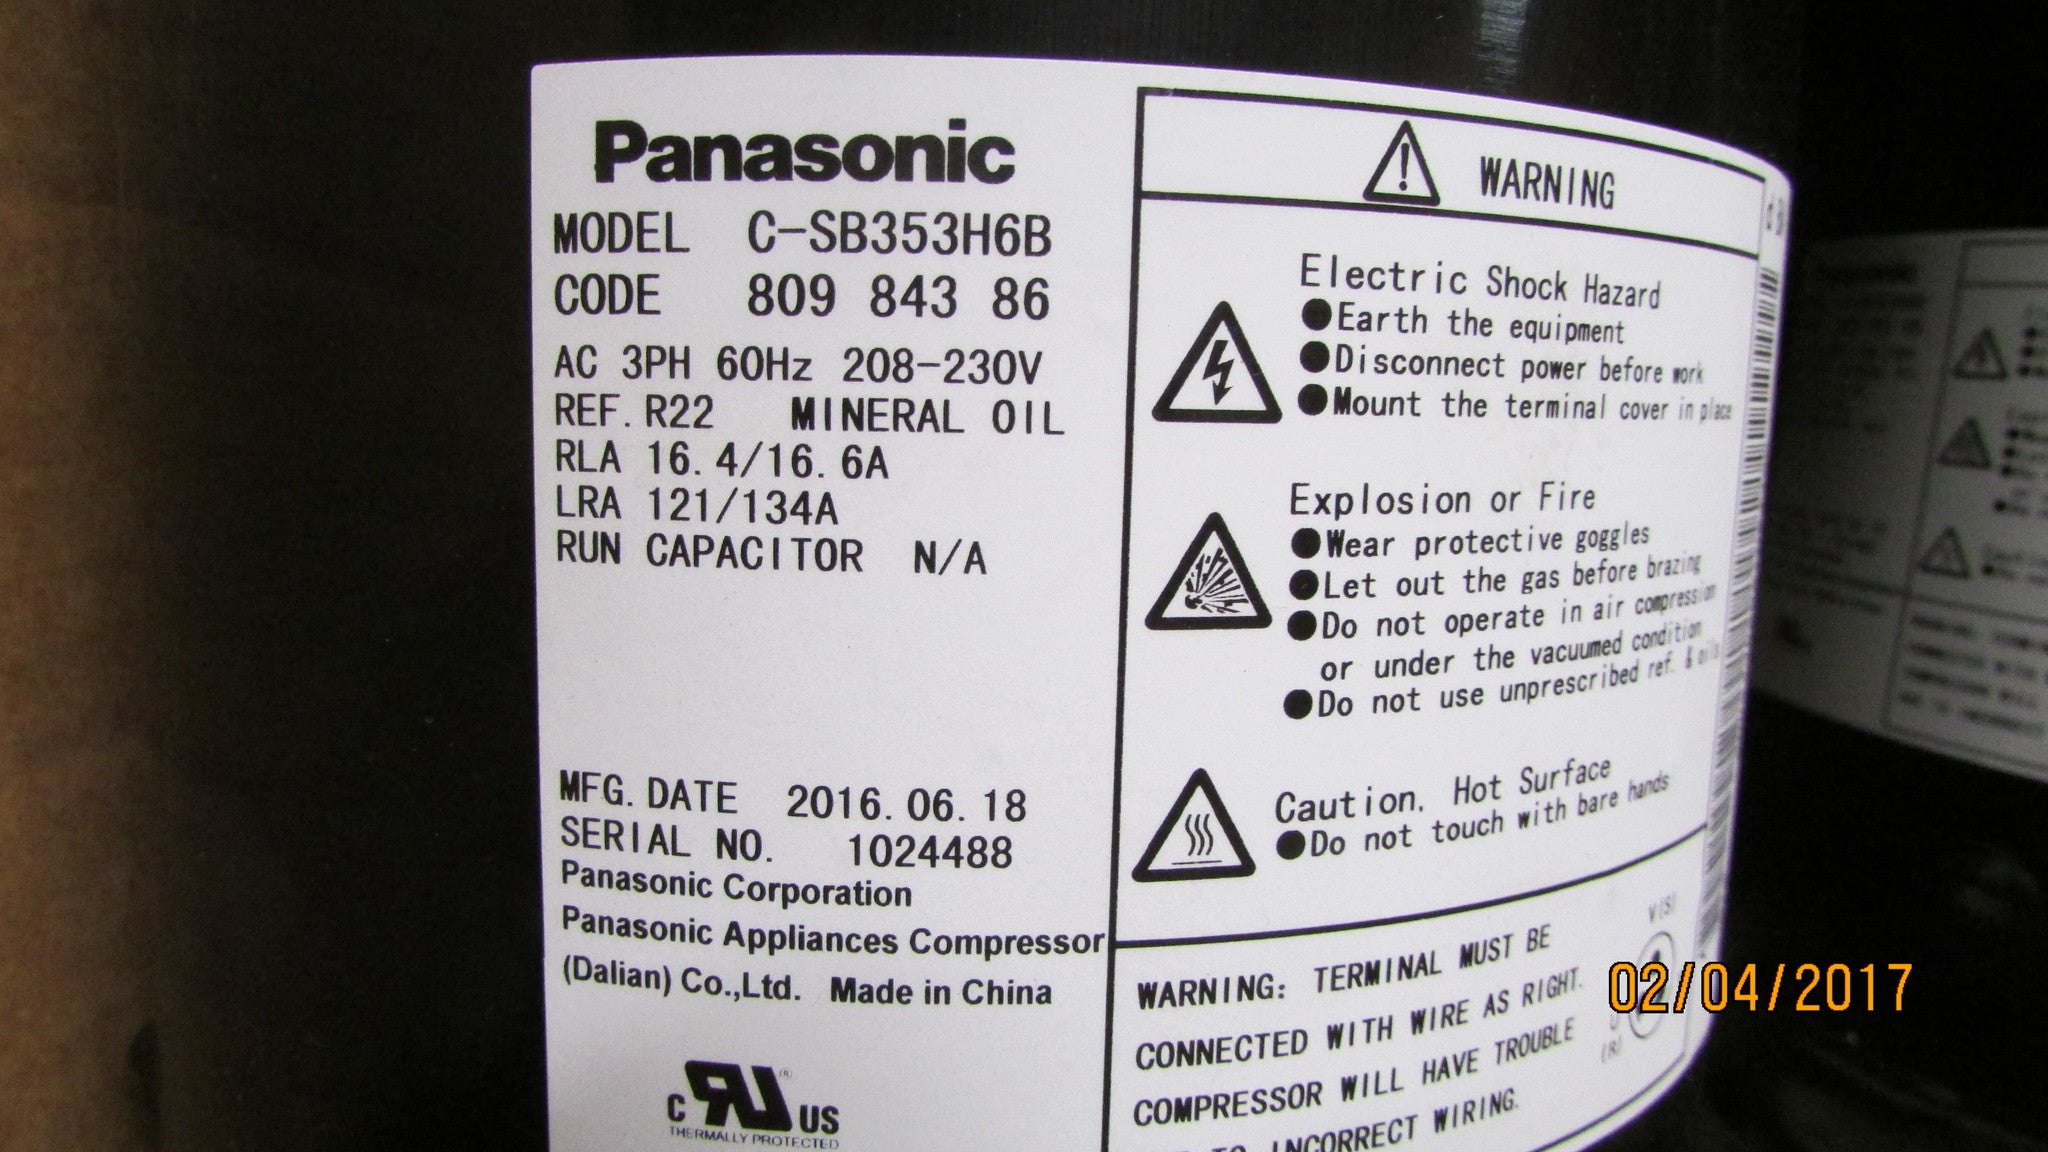 Panasonic
MODEL C-SB353H6B
CODE 809 843 86
AC 3PH 60Hz 208-230V
REF. R22 MINERAL OIL
RLA 16.4/16.6A
LRA 121/134A
RUN CAPACITOR N/A
MFG. DATE 2016.06.18
SERIAL NO. 1024488
Panasonic Corporation
Panasonic Appliances Compressor
(Dalian) Co.,Ltd. Made in China
C RU ® US
THERMALLY PROTECTED
WARNING
Electric Shock Hazard
●Earth the equipment
●Disconnect power before work
●Mount the terminal cover in place
Explosion or Fire
●Wear protective goggles
●Let out the gas before brazing
●Do not operate in air compression
or under the vacuumed condition
●Do not use unprescribed ref. & oils
Caution. Hot Surface
●Do not touch with bare hands
WARNING: TERMINAL MUST BE
CONNECTED WITH WIRE AS RIGHT.
COMPRESSOR WILL HAVE TROUBLE
TO INCORRECT WIRING.
V(S)
(R)
02/04/2017